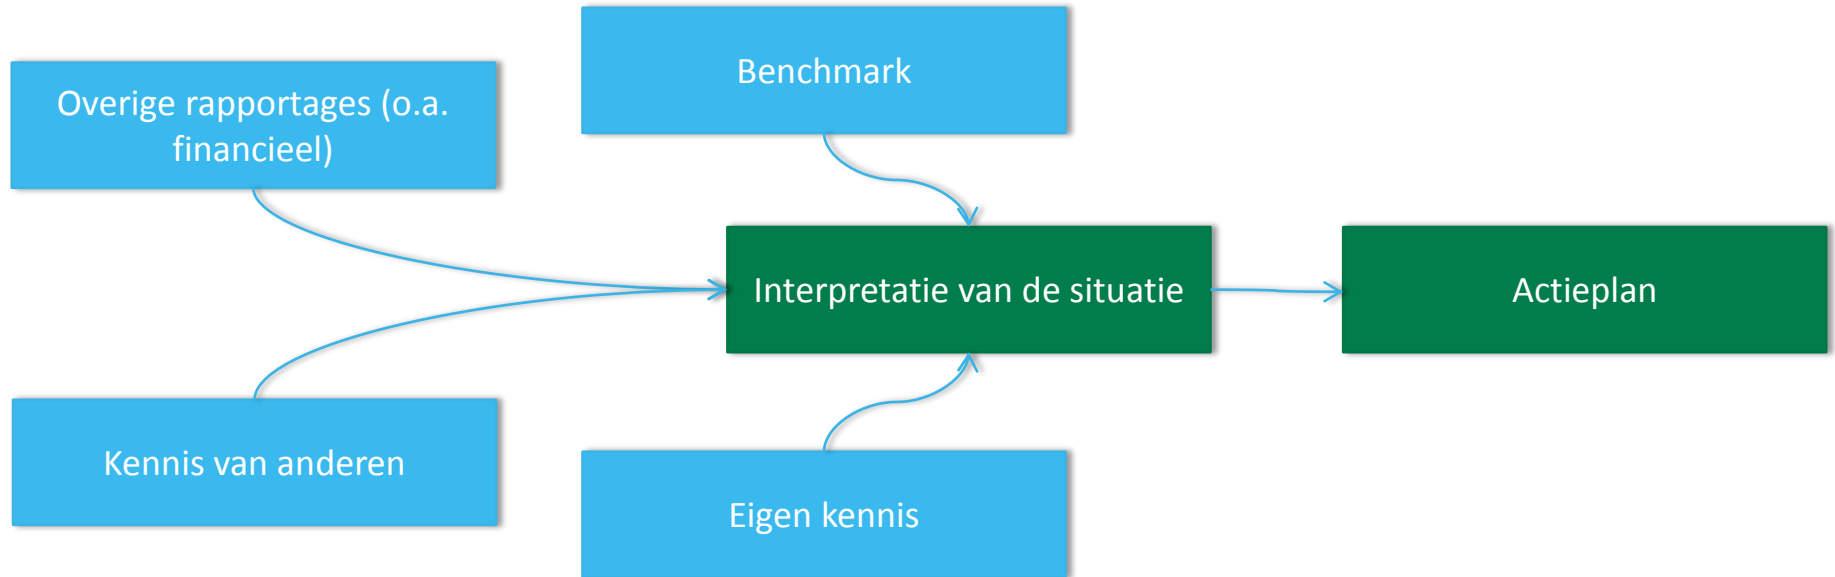 Benchmark
Overige rapportages (o.a.
financieel)
Interpretatie van de situatie
Actieplan
Kennis van anderen
Eigen kennis